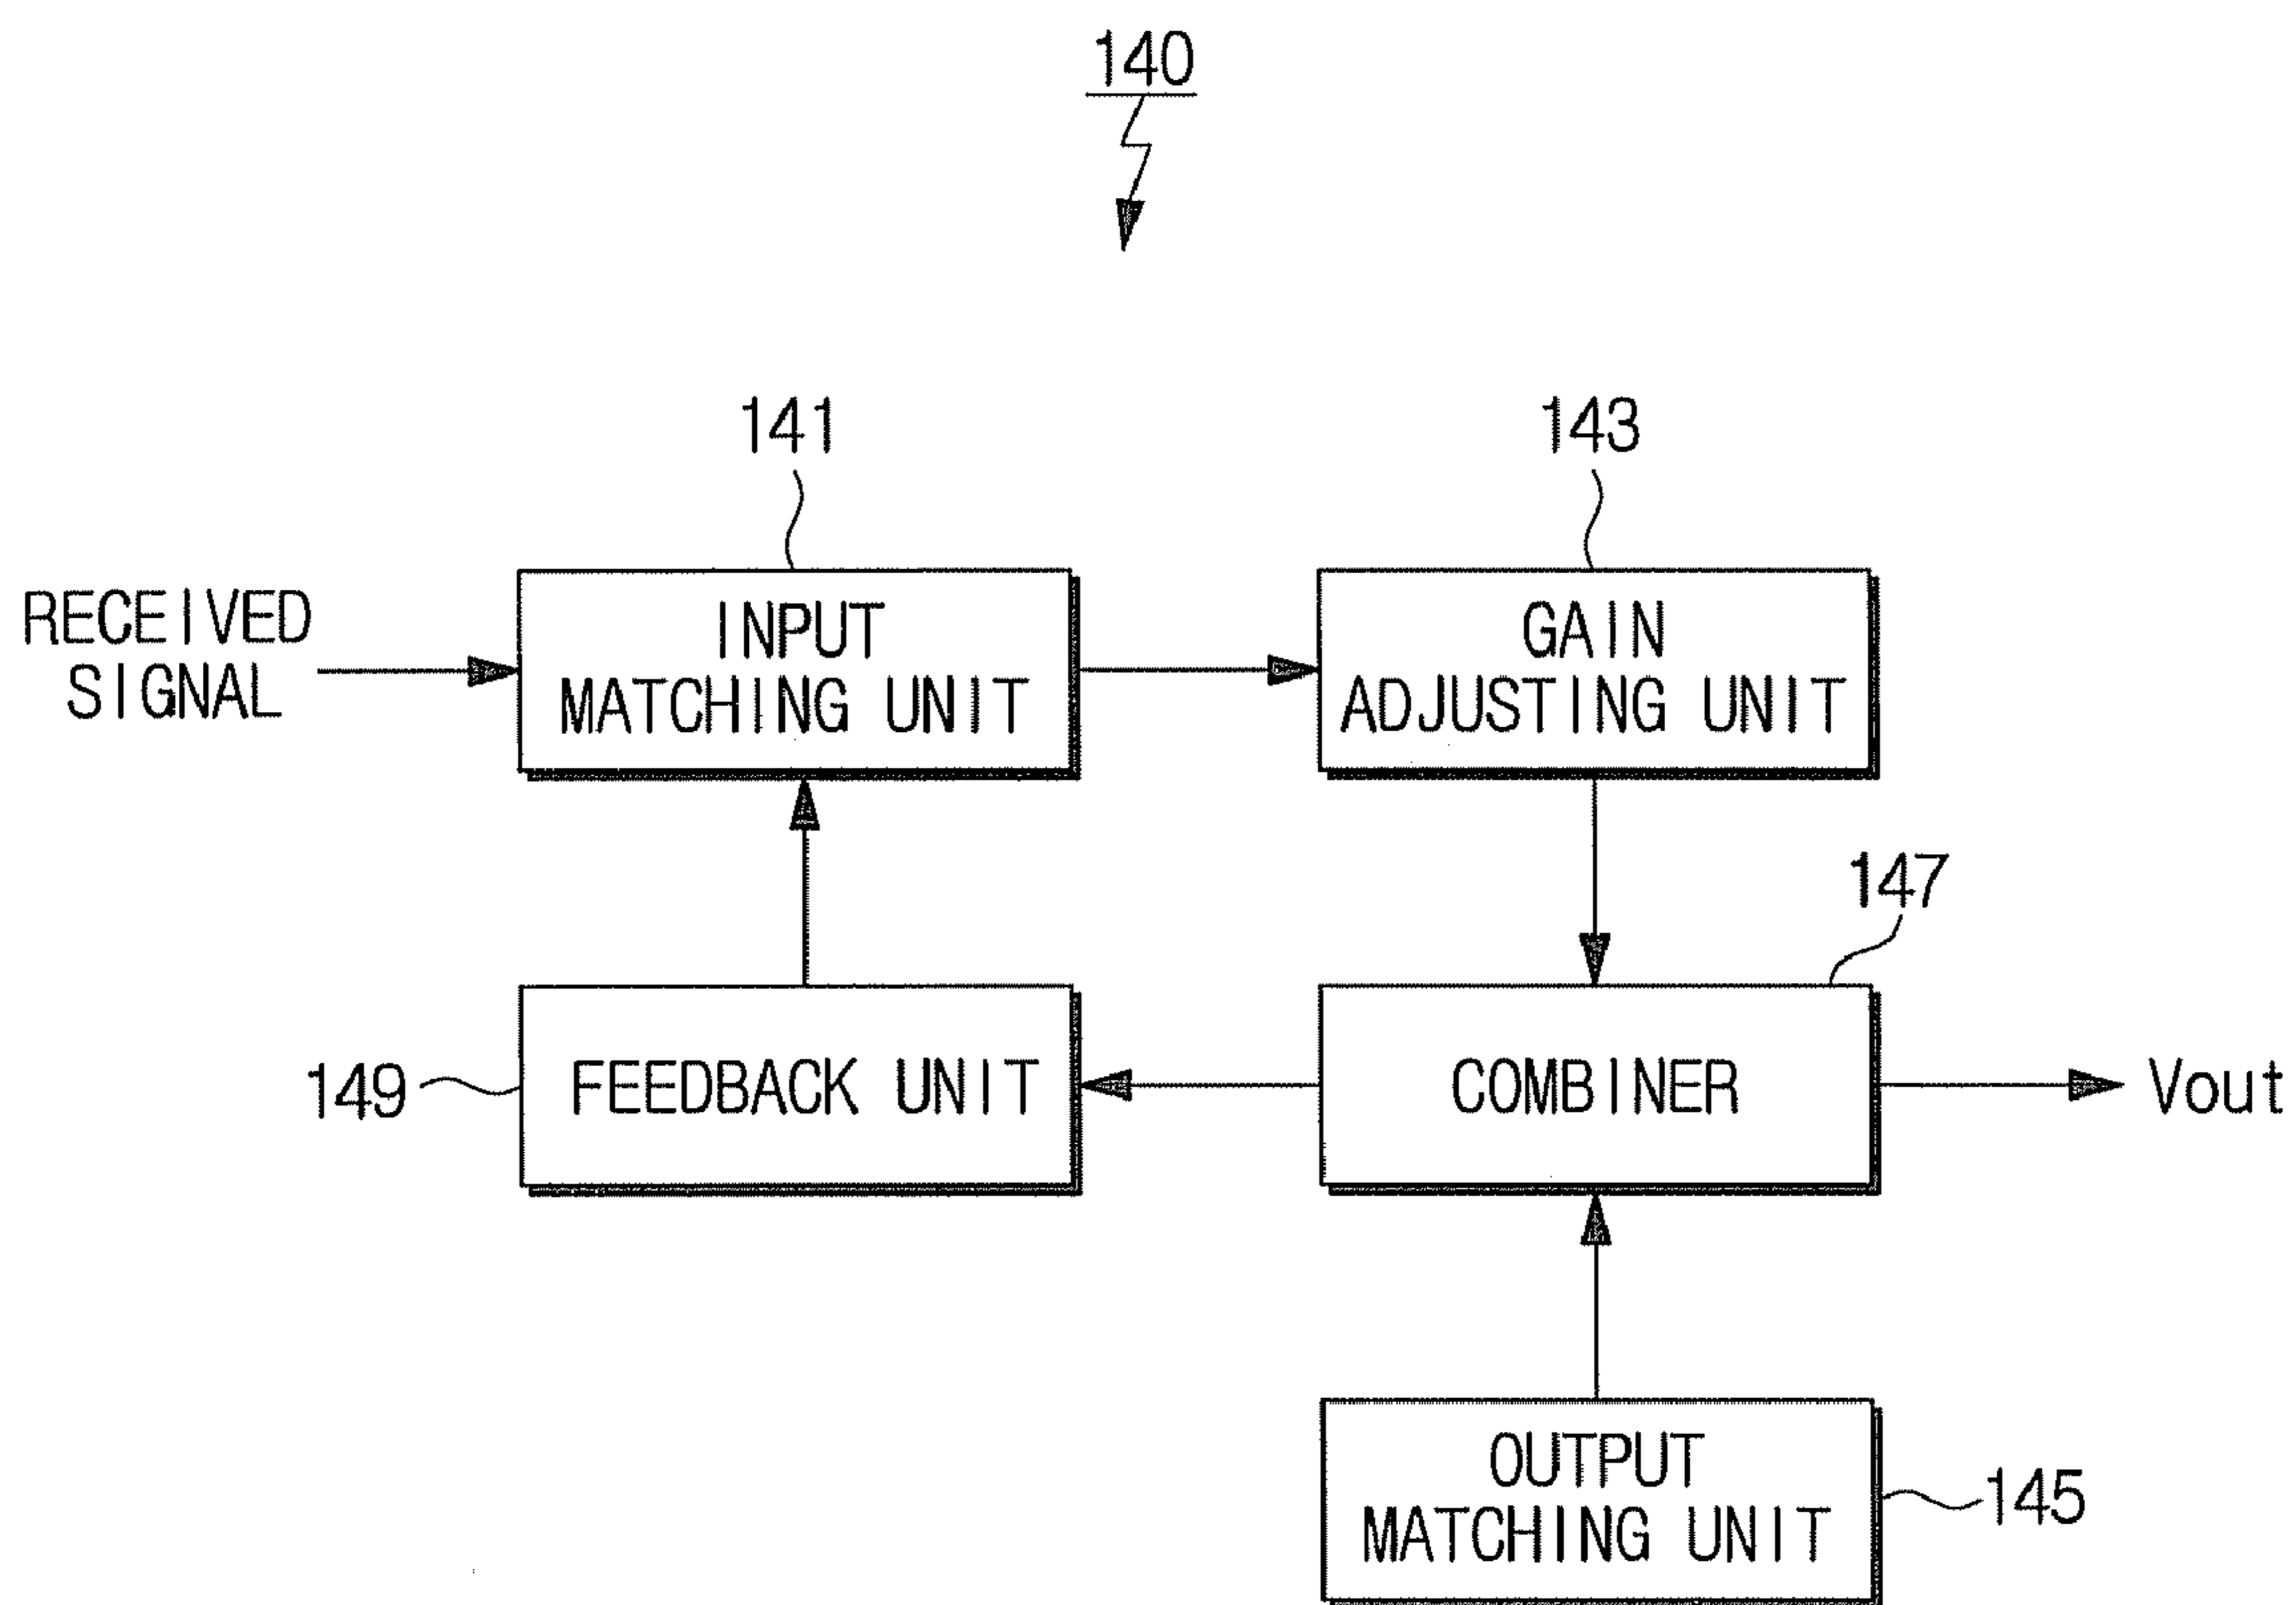 140
141
143
RECEIVED
SIGNAL
INPUT
MATCHING UNIT
GAIN
ADJUSTING UNIT
147
149
FEEDBACK UNIT
COMBINER
Vout
OUTPUT
MATCHING UNIT
145